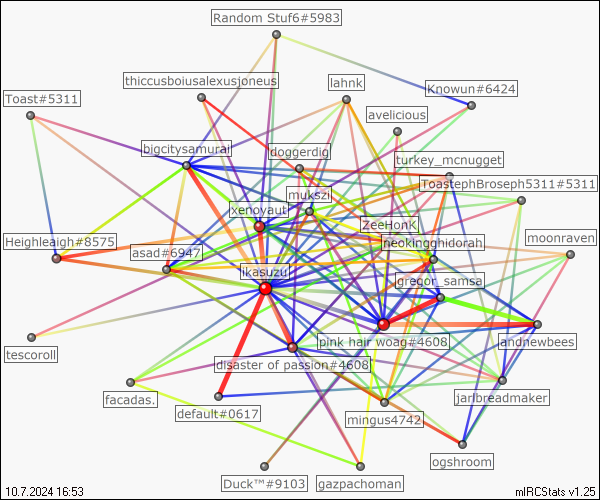 Random Stuf6#5983
thiccusboiusalexusjoneus
lahnk
Knowun#6424
Toast#5311
avelicious
bigcitysamurai
doggerdig
turkey_mcnugget
ToastephBroseph5311#5311
mukszi
xenoyaut
ZeeHonK
Heighleaigh#8575
neokingghidorah
moonraven
asad#6947
ikasuzu
gregor_samsa
pink hair woag#4608
andnewbees
tescoroll
disaster of passion#4608
facadas.
jarlbreadmaker
default#0617
mingus4742
ogshroom
Duck™#9103
gazpachoman
10.7.2024 16:53
mIRCStats v1.25